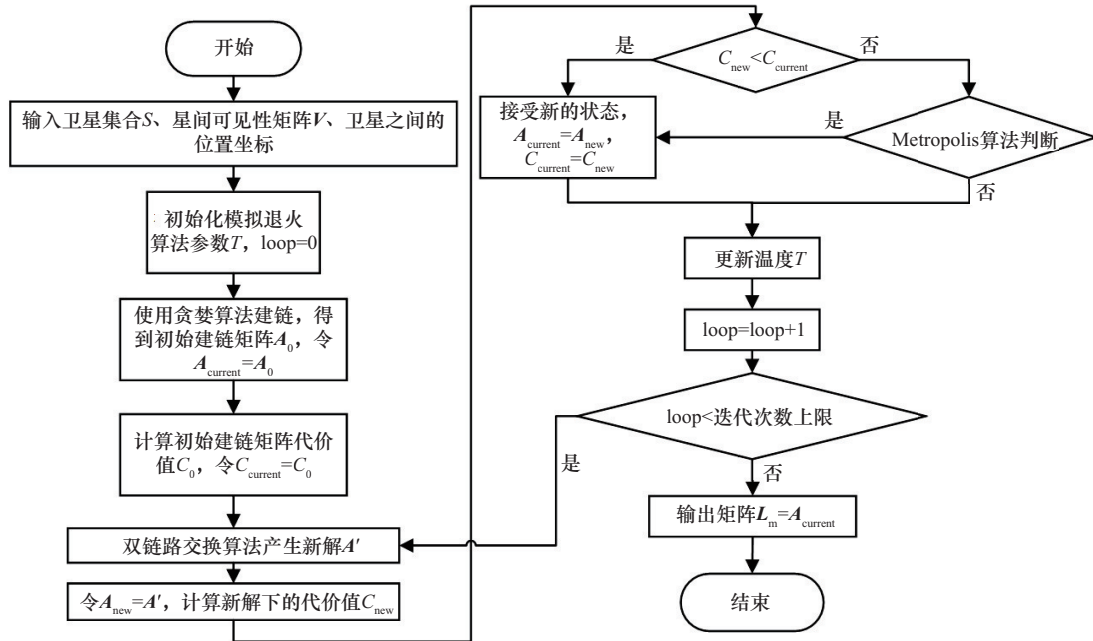 开始
输入卫星集合S、星间可见性矩阵V、卫星之间的
位置坐标
初始化模拟退火
算法参数T，loop=0
使用贪婪算法建链，得
到初始建链矩阵A0，令
Acurrent=A0
计算初始建链矩阵代价
值C0，令Ccurrent=C0
双链路交换算法产生新解A′
令Anew=A′，计算新解下的代价值Cnew
Cnew<Ccurrent
是
否
接受新的状态，
Acurrent=Anew，
Ccurrent=Cnew
是
Metropolis算法判断
否
更新温度T
loop=loop+1
loop<迭代次数上限
是
否
输出矩阵Lm=Acurrent
结束